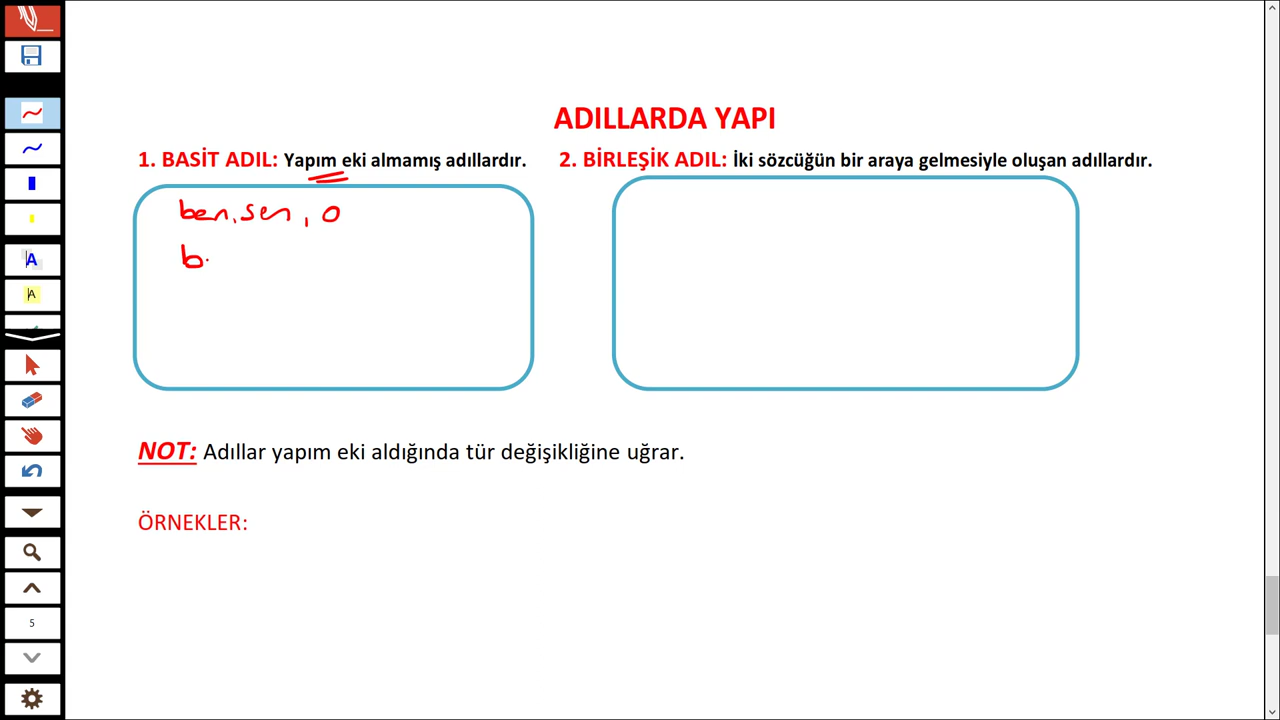 ADILLARDA YAPI
1. BASİT ADIL: Yapım eki almamış adıllardır.
2. BİRLEŞİK ADIL: İki sözcüğün bir araya gelmesiyle oluşan adıllardır.
ben, sen, o
b
NOT: Adıllar yapım eki aldığında tür değişikliğine uğrar.
ÖRNEKLER:
A
A
5